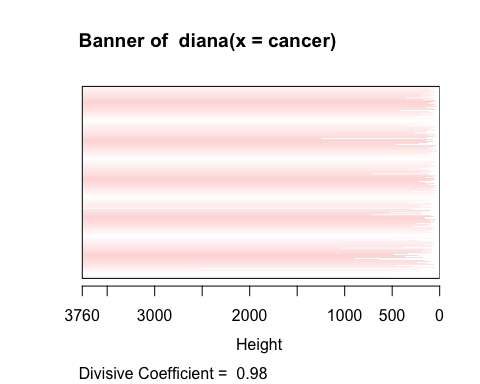 Banner of  diana(x = cancer)
3760 3000 2000 1000 500 0
Height
Divisive Coefficient =  0.98